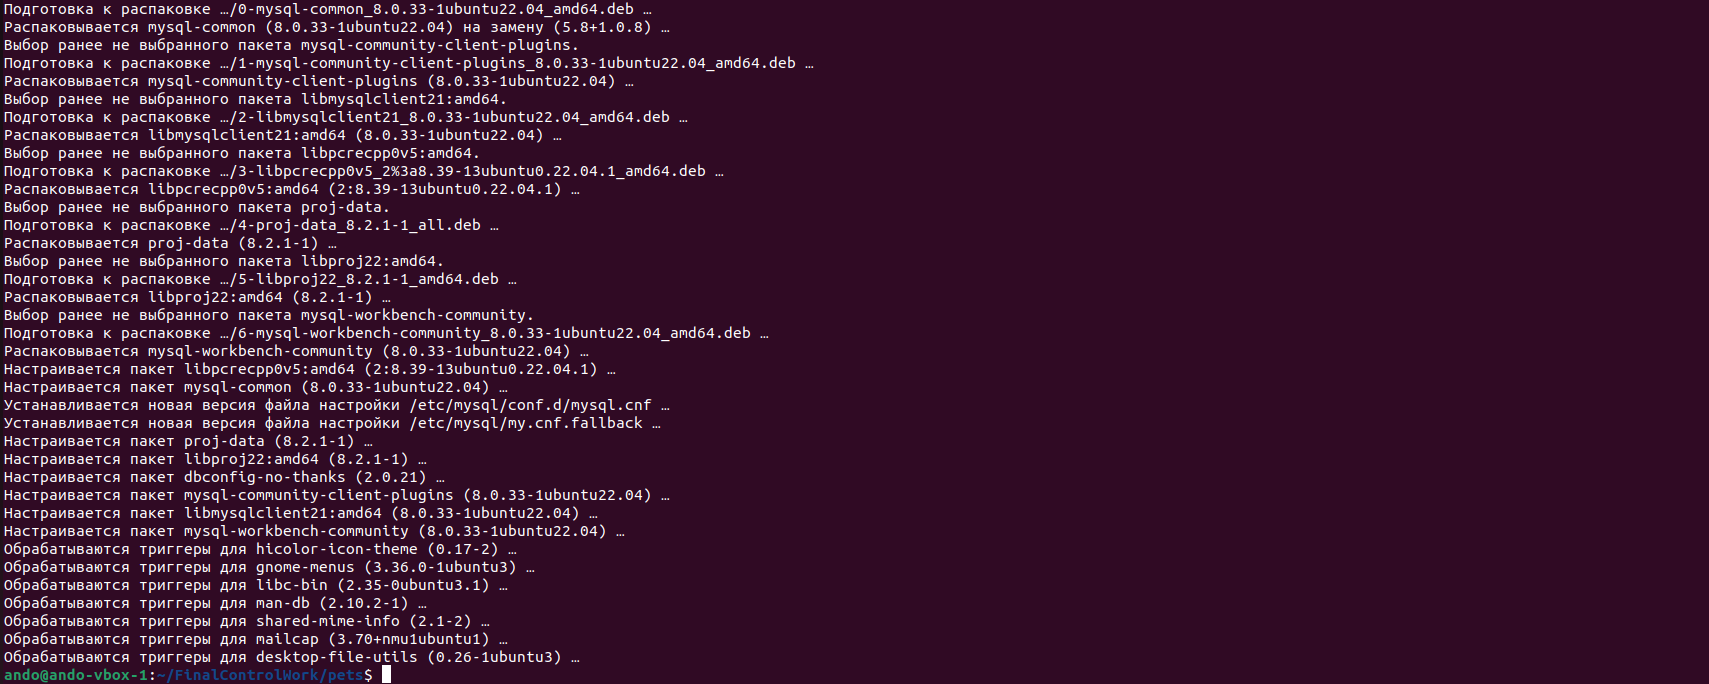 Подготовка к распаковке …/0-mysql-common_8.0.33-1ubuntu22.04_amd64.deb …
Распаковывается mysql-common (8.0.33-1ubuntu22.04) на замену (5.8+1.0.8) …
Выбор ранее не выбранного пакета mysql-community-client-plugins.
Подготовка к распаковке …/1-mysql-community-client-plugins_8.0.33-1ubuntu22.04_amd64.deb …
Распаковывается mysql-community-client-plugins (8.0.33-1ubuntu22.04) …
Выбор ранее не выбранного пакета libmysqlclient21:amd64.
Подготовка к распаковке …/2-libmysqlclient21_8.0.33-1ubuntu22.04_amd64.deb …
Распаковывается libmysqlclient21:amd64 (8.0.33-1ubuntu22.04) …
Выбор ранее не выбранного пакета libpcrecpp0v5:amd64.
Подготовка к распаковке …/3-libpcrecpp0v5_2%3a8.39-13ubuntu0.22.04.1_amd64.deb …
Распаковывается libpcrecpp0v5:amd64 (2:8.39-13ubuntu0.22.04.1) …
Выбор ранее не выбранного пакета proj-data.
Подготовка к распаковке …/4-proj-data_8.2.1-1_all.deb …
Распаковывается proj-data (8.2.1-1) …
Выбор ранее не выбранного пакета libproj22:amd64.
Подготовка к распаковке …/5-libproj22_8.2.1-1_amd64.deb …
Распаковывается libproj22:amd64 (8.2.1-1) …
Выбор ранее не выбранного пакета mysql-workbench-community.
Подготовка к распаковке …/6-mysql-workbench-community_8.0.33-1ubuntu22.04_amd64.deb …
Распаковывается mysql-workbench-community (8.0.33-1ubuntu22.04) …
Настраивается пакет libpcrecpp0v5:amd64 (2:8.39-13ubuntu0.22.04.1) …
Настраивается пакет mysql-common (8.0.33-1ubuntu22.04) …
Устанавливается новая версия файла настройки /etc/mysql/conf.d/mysql.cnf …
Устанавливается новая версия файла настройки /etc/mysql/my.cnf.fallback …
Настраивается пакет proj-data (8.2.1-1) …
Настраивается пакет libproj22:amd64 (8.2.1-1) …
Настраивается пакет dbconfig-no-thanks (2.0.21) …
Настраивается пакет mysql-community-client-plugins (8.0.33-1ubuntu22.04) …
Настраивается пакет libmysqlclient21:amd64 (8.0.33-1ubuntu22.04) …
Настраивается пакет mysql-workbench-community (8.0.33-1ubuntu22.04) …
Обрабатываются триггеры для hicolor-icon-theme (0.17-2) …
Обрабатываются триггеры для gnome-menus (3.36.0-1ubuntu3) …
Обрабатываются триггеры для libc-bin (2.35-0ubuntu3.1) …
Обрабатываются триггеры для man-db (2.10.2-1) …
Обрабатываются триггеры для shared-mime-info (2.1-2) …
Обрабатываются триггеры для mailcap (3.70+nmu1ubuntu1) …
Обрабатываются триггеры для desktop-file-utils (0.26-1ubuntu3) …
ando@ando-vbox-1:~/FinalControlWork/pets$